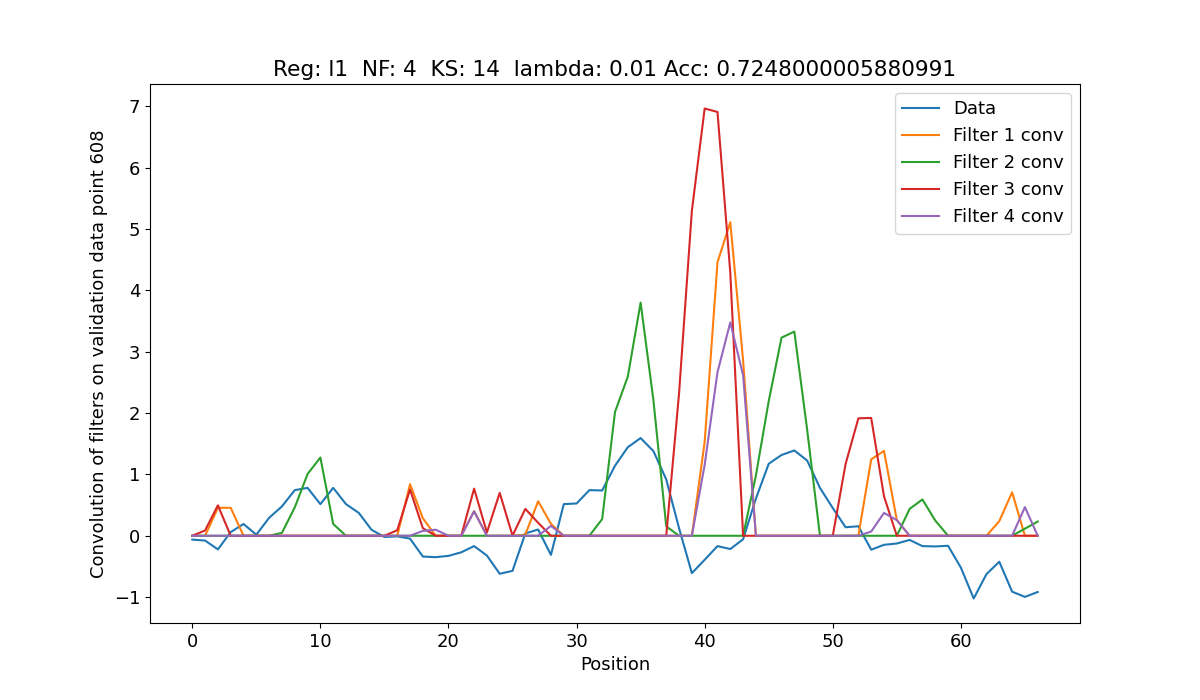 Reg: l1  NF: 4  KS: 14  lambda: 0.01 Acc: 0.7248000005880991
Convolution of filters on validation data point 608
7
6
5
4
3
2
1
0
−1
Data
Filter 1 conv
Filter 2 conv
Filter 3 conv
Filter 4 conv
0 10 20 30 40 50 60
Position